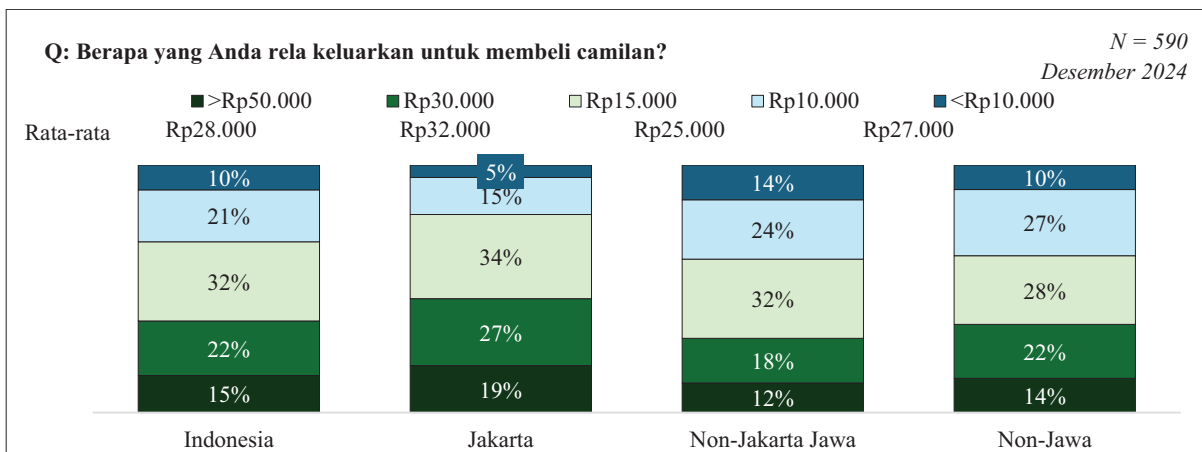 Q: Berapa yang Anda rela keluarkan untuk membeli camilan?
N = 590
Desember 2024
>Rp50.000 Rp30.000 Rp15.000 Rp10.000 <Rp10.000
Rata-rata Rp28.000 Rp32.000 Rp25.000 Rp27.000
10% 5% 14% 10%
21% 15% 24% 27%
32% 34% 32% 28%
22% 27% 18% 22%
15% 19% 12% 14%
Indonesia Jakarta Non-Jakarta Jawa Non-Jawa